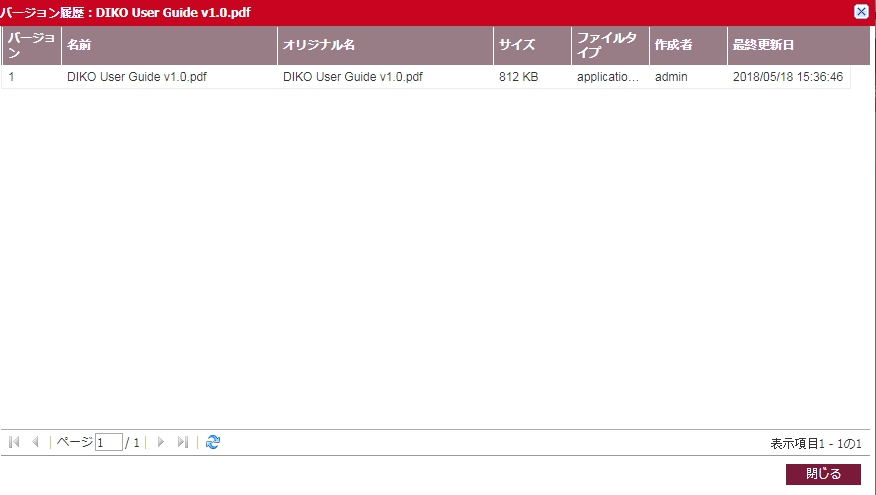 バージョン履歴 : DIKO User Guide v1.0.pdf
バージョン 名前 オリジナル名 サイズ ファイルタイプ 作成者 最終更新日
1 DIKO User Guide v1.0.pdf DIKO User Guide v1.0.pdf 812 KB applicatio... admin 2018/05/18 15:36:46
ページ 1 / 1 表示項目1 - 1の1
閉じる